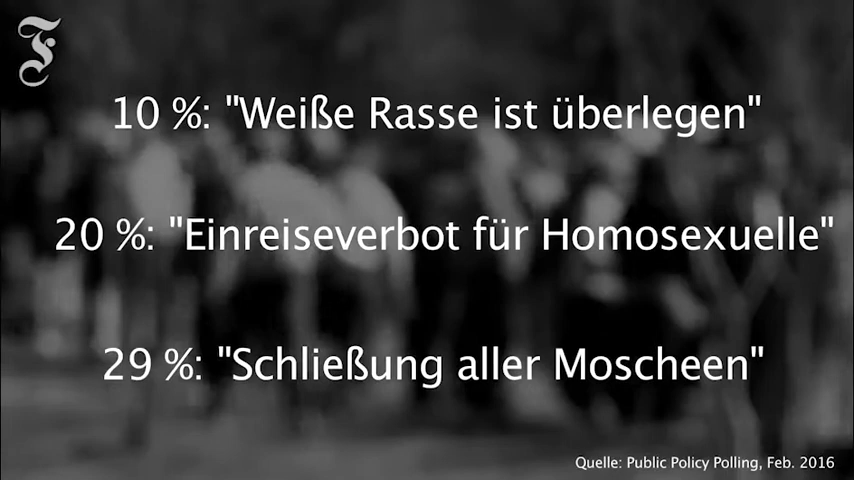 F
10 %: "Weiße Rasse ist überlegen"
20 %: "Einreiseverbot für Homosexuelle"
29 %: "Schließung aller Moscheen"
Quelle: Public Policy Polling, Feb. 2016